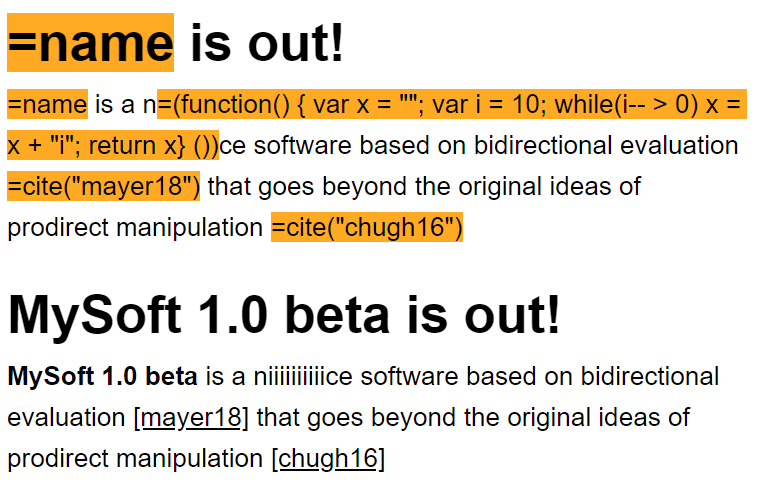 =name is out!
=name is a n=(function() { var x = ""; var i = 10; while(i-- > 0) x =
x + "i"; return x} ())ce software based on bidirectional evaluation
=cite("mayer18") that goes beyond the original ideas of
prodirect manipulation =cite("chugh16")
MySoft 1.0 beta is out!
MySoft 1.0 beta is a niiiiiiiiiice software based on bidirectional
evaluation [mayer18] that goes beyond the original ideas of
prodirect manipulation [chugh16]